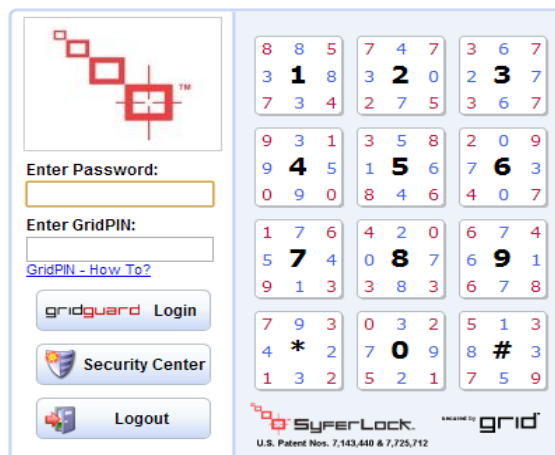 TM
Enter Password:
Enter GridPIN:
GridPIN - How To?
gridguard Login
Security Center
Logout
8 8 5 7 4 7 3 6 7
3 1 8 3 2 0 2 3 7
7 3 4 2 7 5 3 6 7
9 3 1 3 5 8 2 0 9
9 4 5 1 5 6 7 6 3
0 9 0 8 4 6 4 0 7
1 7 6 4 2 0 6 7 4
5 7 4 0 8 7 6 9 1
9 1 3 3 8 3 6 7 8
7 9 3 0 3 2 5 1 3
4 * 2 7 0 9 8 # 3
1 3 2 5 2 1 7 5 9
SyferLock. secured by grid
U.S. Patent Nos. 7,143,440 & 7,725,712